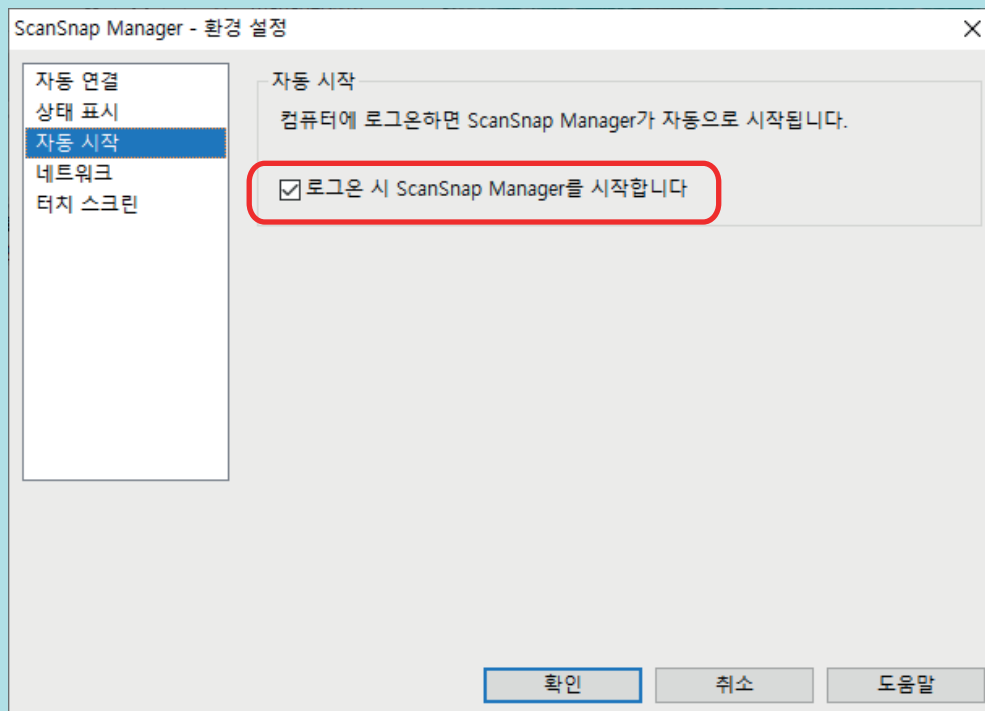 ScanSnap Manager - 환경 설정
자동 연결
상태 표시
자동 시작
네트워크
터치 스크린
자동 시작
컴퓨터에 로그온하면 ScanSnap Manager가 자동으로 시작됩니다.
로그온 시 ScanSnap Manager를 시작합니다
확인
취소
도움말